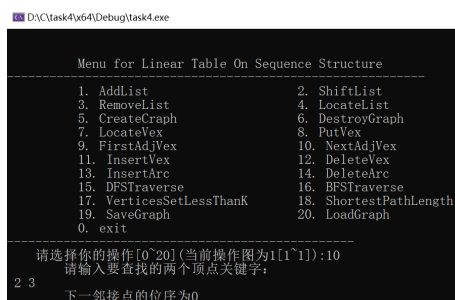 D:\C\task4\x64\Debug\task4.exe
Menu for Linear Table On Sequence Structure
------------------------------------------------------------
1. AddList 2. ShiftList
3. RemoveList 4. LocateList
5. CreateCraph 6. DestroyGraph
7. LocateVex 8. PutVex
9. FirstAdjVex 10. NextAdjVex
11. InsertVex 12. DeleteVex
13. InsertArc 14. DeleteArc
15. DFSTraverse 16. BFSTraverse
17. VerticesSetLessThanK 18. ShortestPathLength
19. SaveGraph 20. LoadGraph
0. exit
--------------------------------------------------
请选择你的操作[0~20](当前操作图为1[1~1]):10
请输入要查找的两个顶点关键字:
2 3
下一邻接点的位序为0